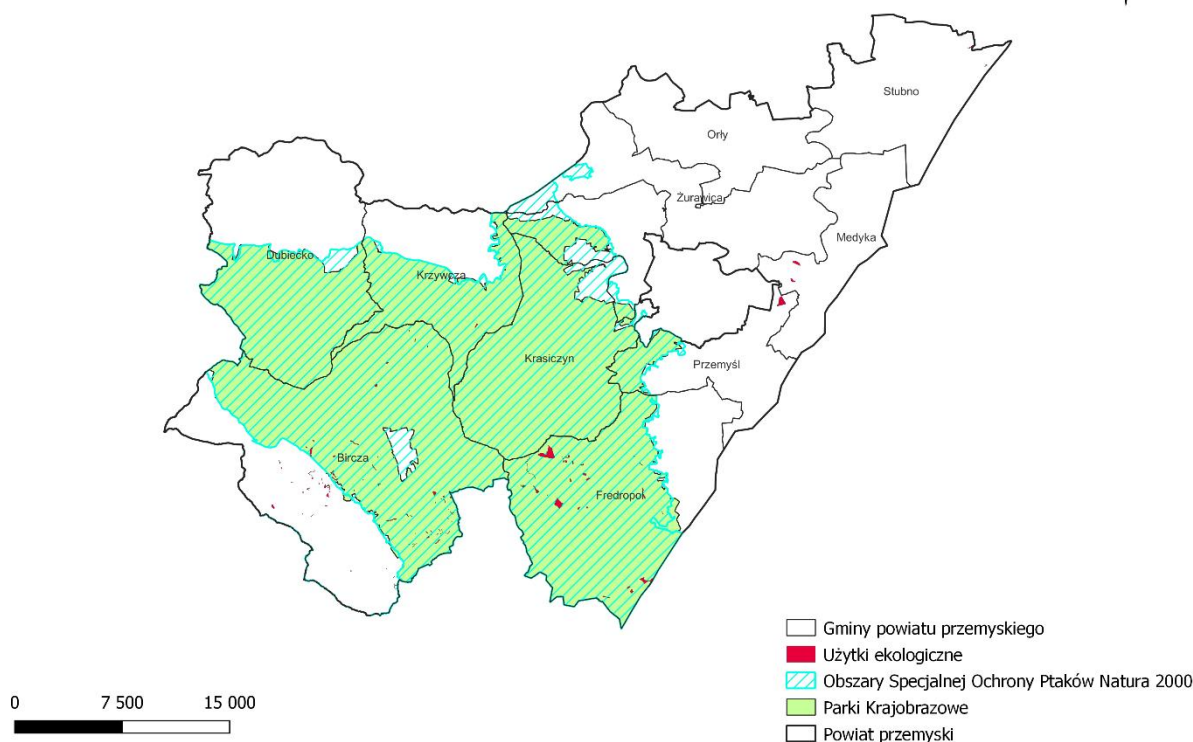 Stubno
Orły
Żurawica
Medyka
Dubiecko
Krzywcza
Krasiczyn
Przemyśl
Bircza
Fredropol
Gminy powiatu przemyskiego
Użytki ekologiczne
Obszary Specjalnej Ochrony Ptaków Natura 2000
Parki Krajobrazowe
Powiat przemyski
0 7 500 15 000